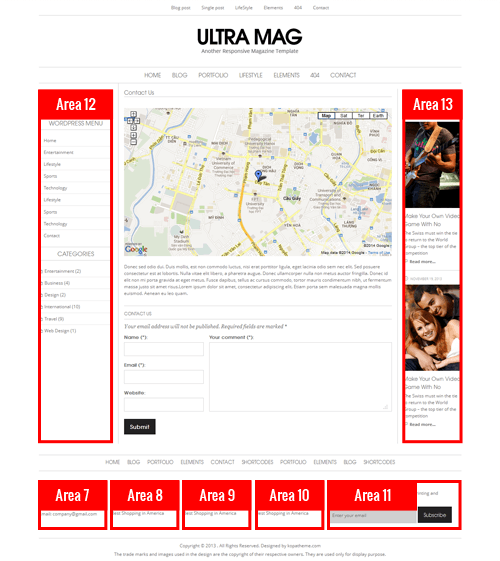 Blog post Single post LifeStyle Elements 404 Contact
ULTRA MAG
Another Responsive Magazine Template
HOME BLOG PORTFOLIO LIFESTYLE ELEMENTS 404 CONTACT
Area 12
WORDPRESS MENU
Home
Entertainment
Lifestyle
Sports
Technology
Lifestyle
Sports
Technology
Contact
CATEGORIES
Entertainment (2)
Business (4)
Design (2)
International (10)
Travel (9)
Web Design (1)
Contact Us
Map Sat Ter Earth
Cầu Giấy
Google
Map data ©2014 Google - Terms of Use
Donec sed odio dui. Duis mollis, est non commodo luctus, nisi erat porttitor ligula, eget lacinia odio sem nec elit. Sed posuere
consectetur est at lobortis. Nulla vitae elit libero, a pharetra augue. Donec ullamcorper nulla non metus auctor fringilla. Donec id
elit non mi porta gravida at eget metus. Fusce dapibus, tellus ac cursus commodo, tortor mauris condimentum nibh, ut fermentum
massa justo sit amet risus.Lorem ipsum dolor sit amet, consectetur adipiscing elit. Etiam porta sem malesuada magna mollis
euismod. Aenean eu leo quam.
CONTACT US
Your email address will not be published. Required fields are marked *
Name (*):
Your comment (*):
Email (*):
Website:
Submit
Area 13
Make Your Own Video
Game With No
The Swiss must win the tie
to return to the World
Group – the top tier of the
competition
Read more...
NOVEMBER 15, 2013
Make Your Own Video
Game With No
The Swiss must win the tie
to return to the World
Group – the top tier of the
competition
Read more...
HOME BLOG PORTFOLIO ELEMENTS CONTACT SHORTCODES PORTFOLIO ELEMENTS BLOG SHORTCODES
Area 7
mail: company@gmail.com
Area 8
Best Shopping in America
Area 9
Best Shopping in America
Area 10
Best Shopping in America
Area 11
Enter your email
Subscribe
Copyright © 2013 . All Rights Reserved. Designed by kopatheme.com
The trade marks and images used in the design are the copyright of their respective owners. They are used only for display purpose.